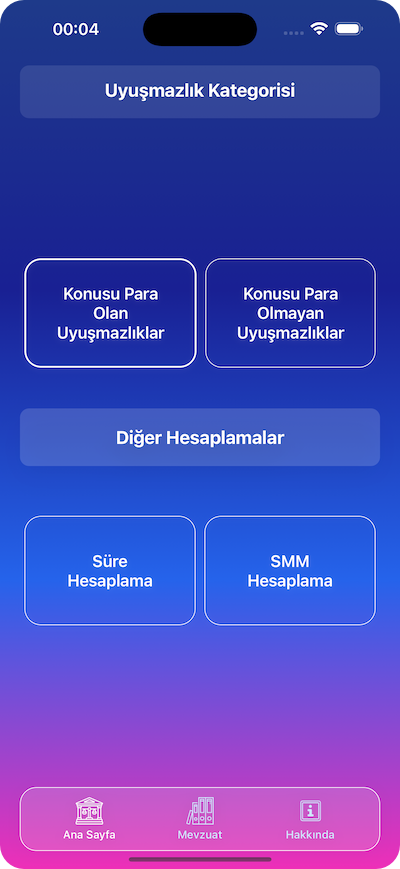 00:04
Uyuşmazlık Kategorisi
Konusu Para
Olan
Uyuşmazlıklar
Konusu Para
Olmayan
Uyuşmazlıklar
Diğer Hesaplamalar
Süre
Hesaplama
SMM
Hesaplama
Ana Sayfa
Mevzuat
Hakkında